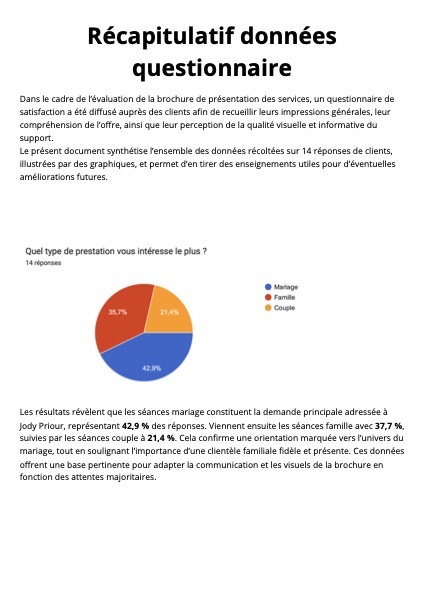 Récapitulatif données
questionnaire
Dans le cadre de l’évaluation de la brochure de présentation des services, un questionnaire de
satisfaction a été diffusé auprès des clients afin de recueillir leurs impressions générales, leur
compréhension de l’offre, ainsi que leur perception de la qualité visuelle et informative du
support.
Le présent document synthétise l’ensemble des données récoltées sur 14 réponses de clients,
illustrées par des graphiques, et permet d’en tirer des enseignements utiles pour d’éventuelles
améliorations futures.
Quel type de prestation vous intéresse le plus ?
14 réponses
Mariage
Famille
Couple
35,7%
21,4%
42,9%
Les résultats révèlent que les séances mariage constituent la demande principale adressée à
Jody Priour, représentant 42,9 % des réponses. Viennent ensuite les séances famille avec 37,7 %,
suivies par les séances couple à 21,4 %. Cela confirme une orientation marquée vers l’univers du
mariage, tout en soulignant l’importance d’une clientèle familiale fidèle et présente. Ces données
offrent une base pertinente pour adapter la communication et les visuels de la brochure en
fonction des attentes majoritaires.